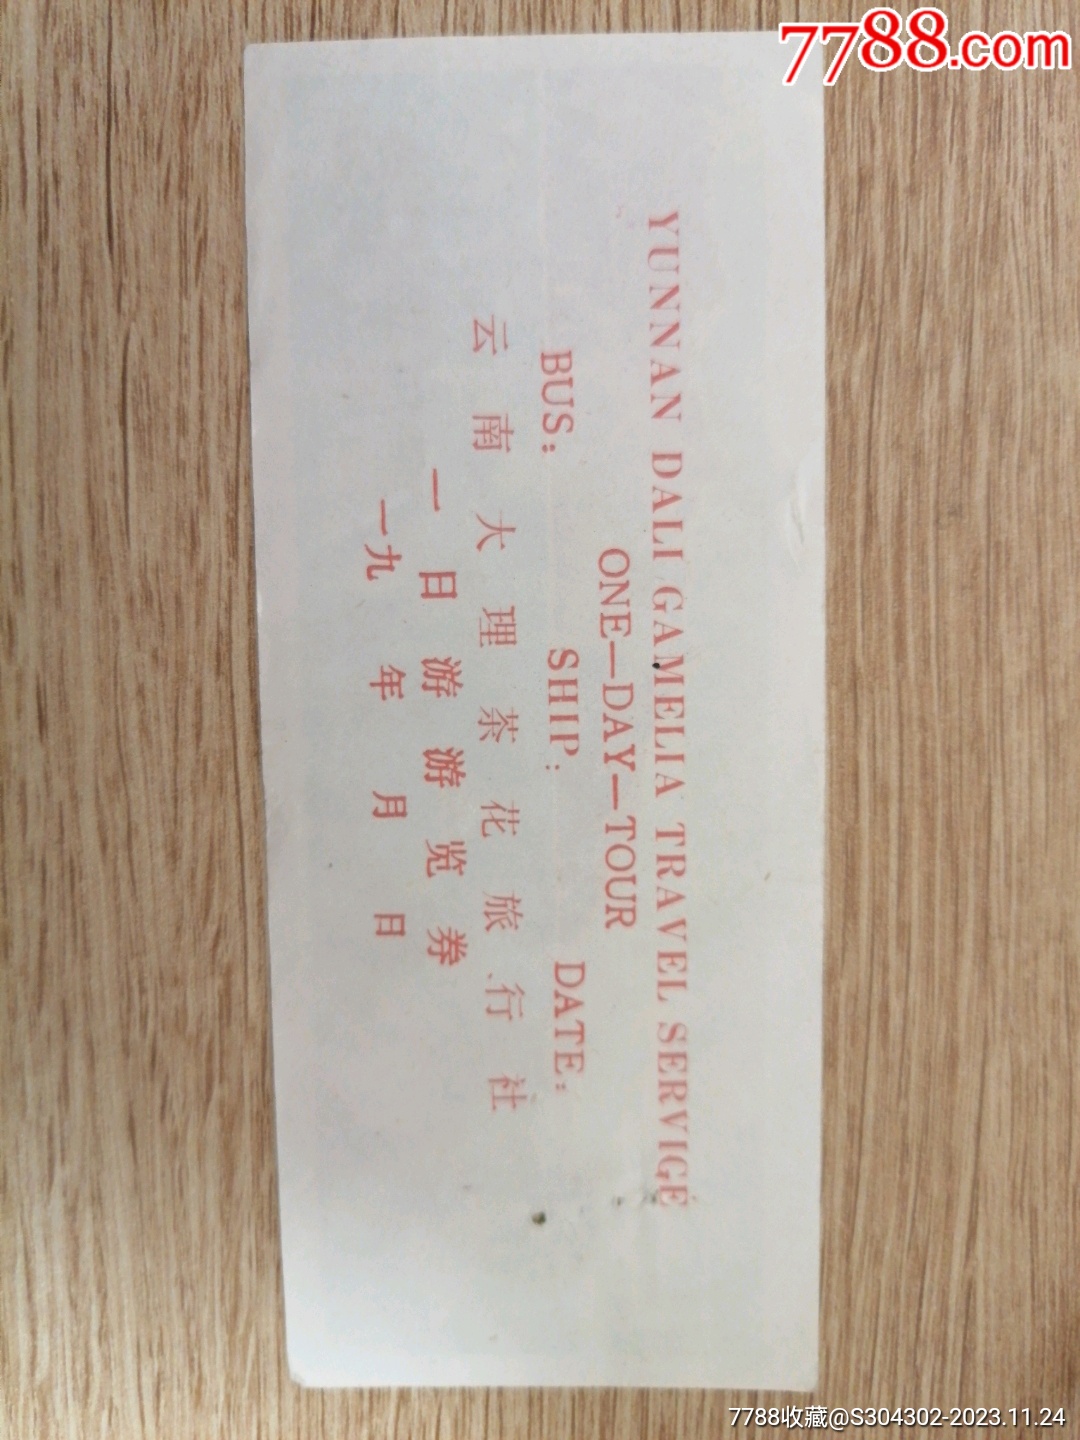 7788.com
YUNNAN DALI GAMELIA TRAVEL SERVIGE
ONE—DAY—TOUR
BUS: SHIP: DATE:
云南大理茶花旅行社
一日游游览券
一九 年 月 日
7788收藏@S304302-2023.11.24